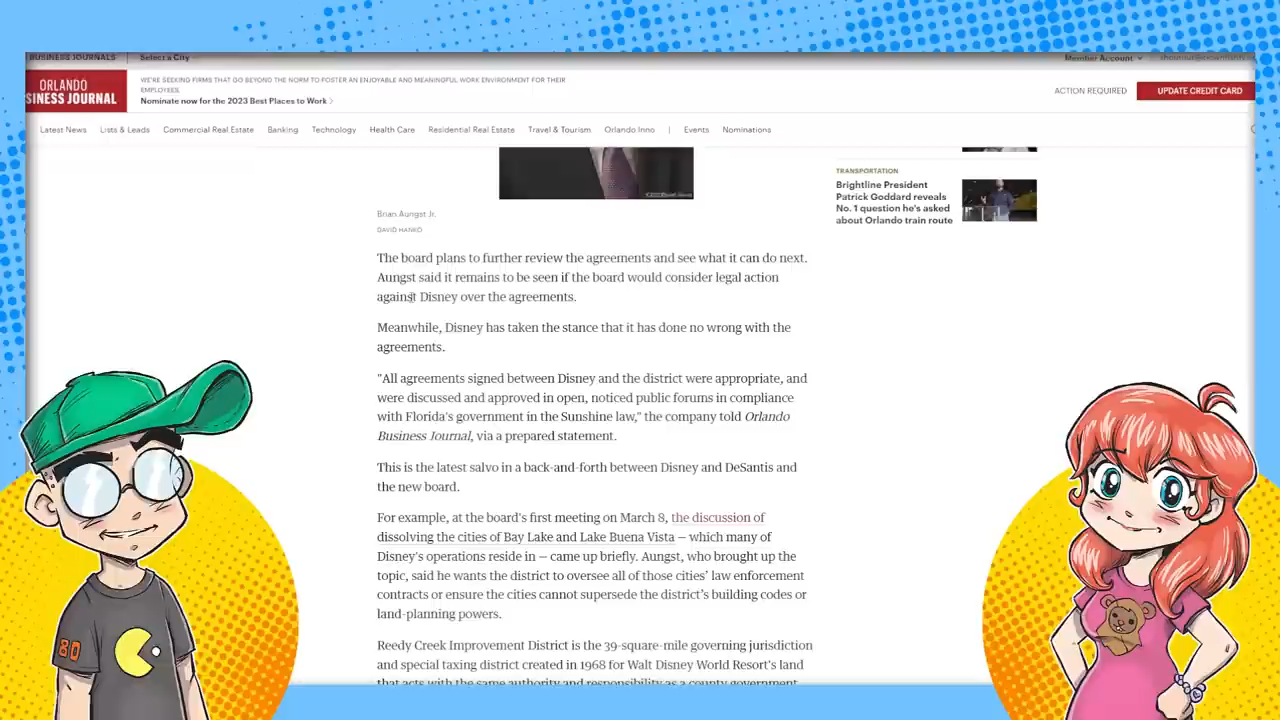 BUSINESS JOURNALS
Select a City
Member Account
ORLANDO
SINESS JOURNAL
WE'RE SEEKING FIRMS THAT GO BEYOND THE NORM TO FOSTER AN ENJOYABLE AND MEANINGFUL WORK ENVIRONMENT FOR THEIR
EMPLOYEES.
Nominate now for the 2023 Best Places to Work
ACTION REQUIRED
UPDATE CREDIT CARD
Latest News Lists & Leads Commercial Real Estate Banking Technology Health Care Residential Real Estate Travel & Tourism Orlando Inno | Events Nominations
TRANSPORTATION
Brightline President
Patrick Goddard reveals
No. 1 question he's asked
about Orlando train route
Brian Aungst Jr.
DAVID HANKO
The board plans to further review the agreements and see what it can do next.
Aungst said it remains to be seen if the board would consider legal action
against Disney over the agreements.
Meanwhile, Disney has taken the stance that it has done no wrong with the
agreements.
"All agreements signed between Disney and the district were appropriate, and
were discussed and approved in open, noticed public forums in compliance
with Florida's government in the Sunshine law," the company told Orlando
Business Journal, via a prepared statement.
This is the latest salvo in a back-and-forth between Disney and DeSantis and
the new board.
For example, at the board's first meeting on March 8, the discussion of
dissolving the cities of Bay Lake and Lake Buena Vista — which many of
Disney's operations reside in — came up briefly. Aungst, who brought up the
topic, said he wants the district to oversee all of those cities' law enforcement
contracts or ensure the cities cannot supersede the district's building codes or
land-planning powers.
Reedy Creek Improvement District is the 39-square-mile governing jurisdiction
and special taxing district created in 1968 for Walt Disney World Resort's land
that acts with the same authority and responsibility as a county government.
80